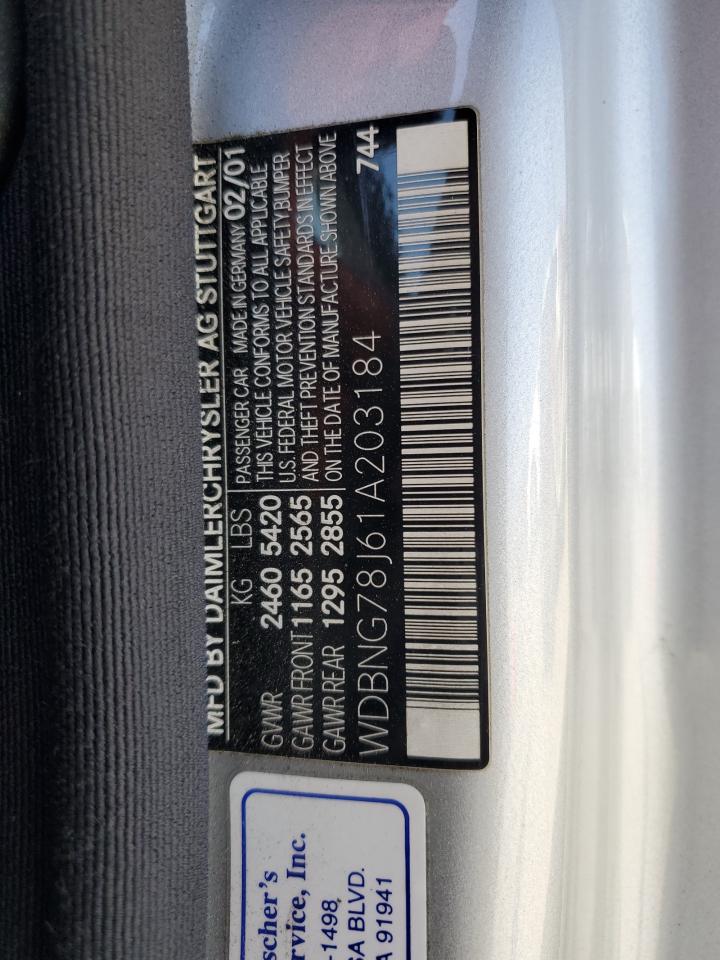 MFD BY DAIMLERCHRYSLER AG STUTTGART
KG LBS PASSENGER CAR MADE IN GERMANY 02/01
GVWR 2460 5420 THIS VEHICLE CONFORMS TO ALL APPLICABLE
U.S. FEDERAL MOTOR VEHICLE SAFETY BUMPER
GAWR FRONT 1165 2565 AND THEFT PREVENTION STANDARDS IN EFFECT
GAWR REAR 1295 2855 ON THE DATE OF MANUFACTURE SHOWN ABOVE
WDBNG78J61A203184 744
scher's
rvice, Inc.
-1498
SA BLVD.
A 91941